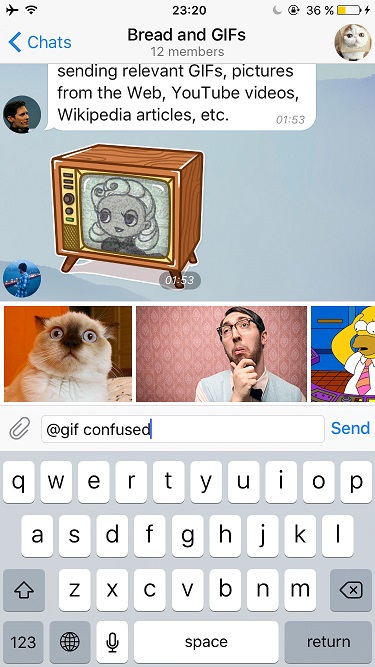 23:20
36 %
Chats
Bread and GIFs
12 members
sending relevant GIFs, pictures
from the Web, YouTube videos,
Wikipedia articles, etc.
01:53
01:53
@gif confused
Send
q w e r t y u i o p
a s d f g h j k l
z x c v b n m
123 space return